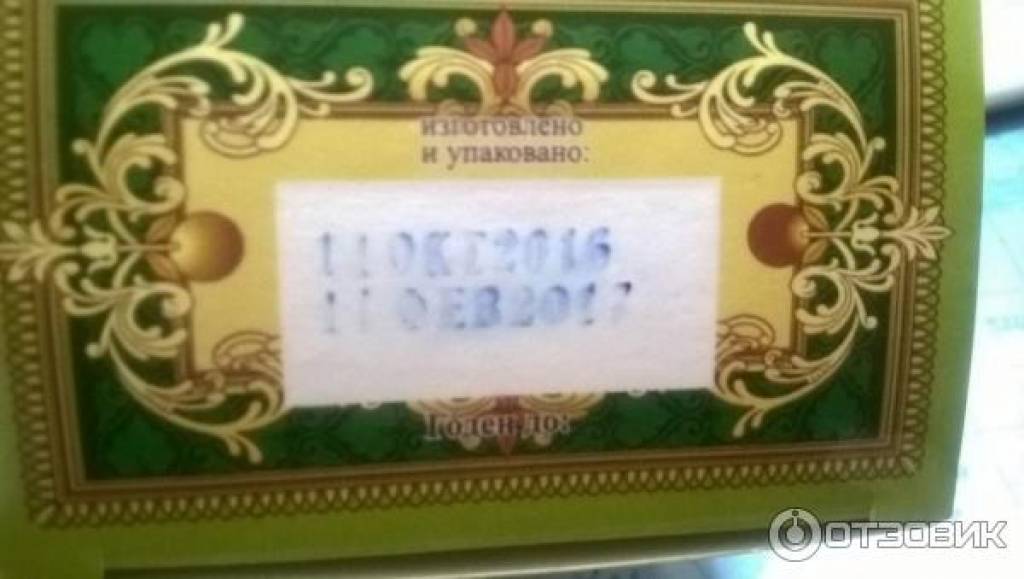 изготовлено
и упаковано:
11 ОКТ2016
11 ФЕВ2017
Годен до:
ОТЗОВИК